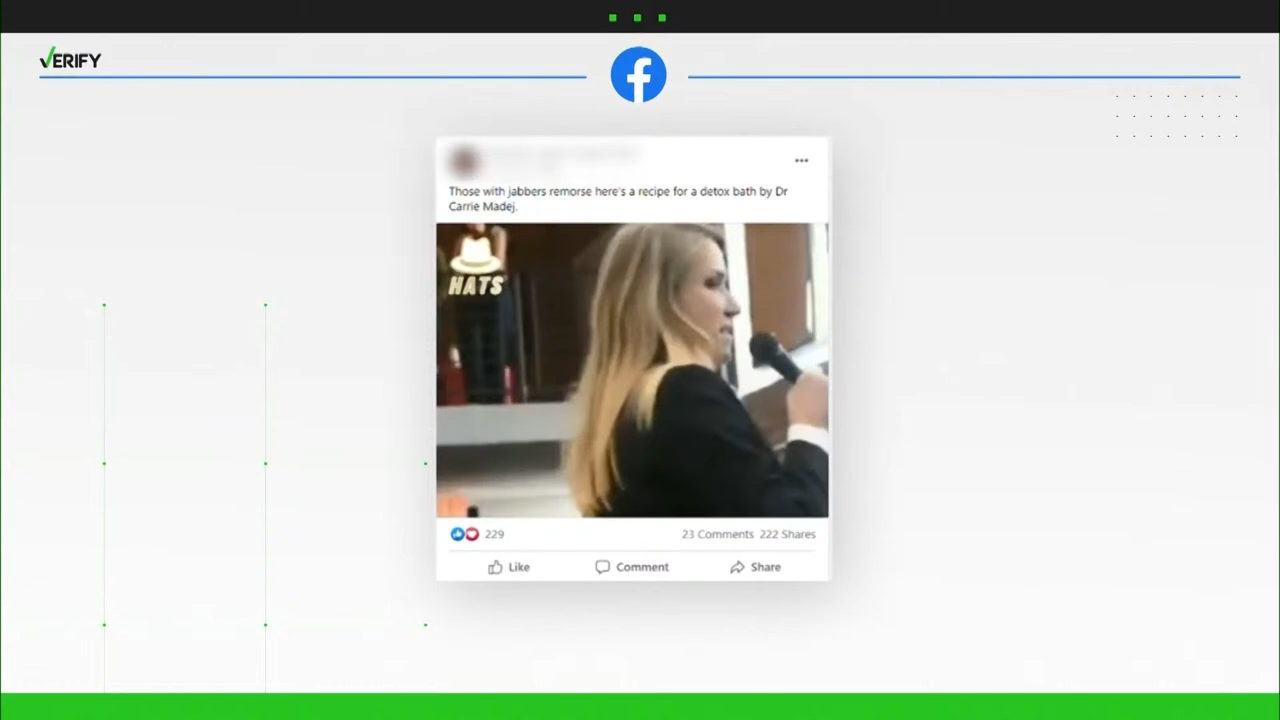 VERIFY
Those with jabbers remorse here's a recipe for a detox bath by Dr
Carrie Madej.
HATS
229
23 Comments 222 Shares
Like
Comment
Share